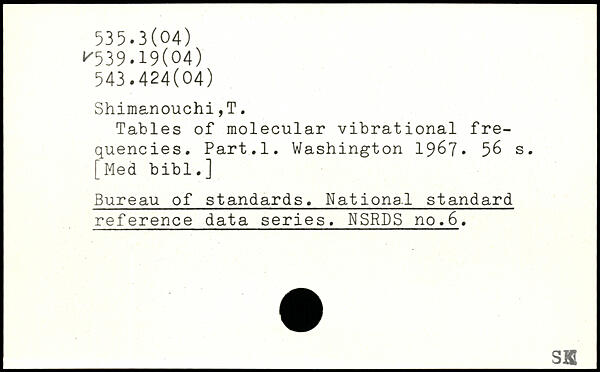 535.3(04)
√539.19(04)
543.424(04)
Shimanouchi,T.
Tables of molecular vibrational fre-
quencies. Part.1. Washington 1967. 56 s.
[Med bibl.]
Bureau of standards. National standard
reference data series. NSRDS no.6.
SK